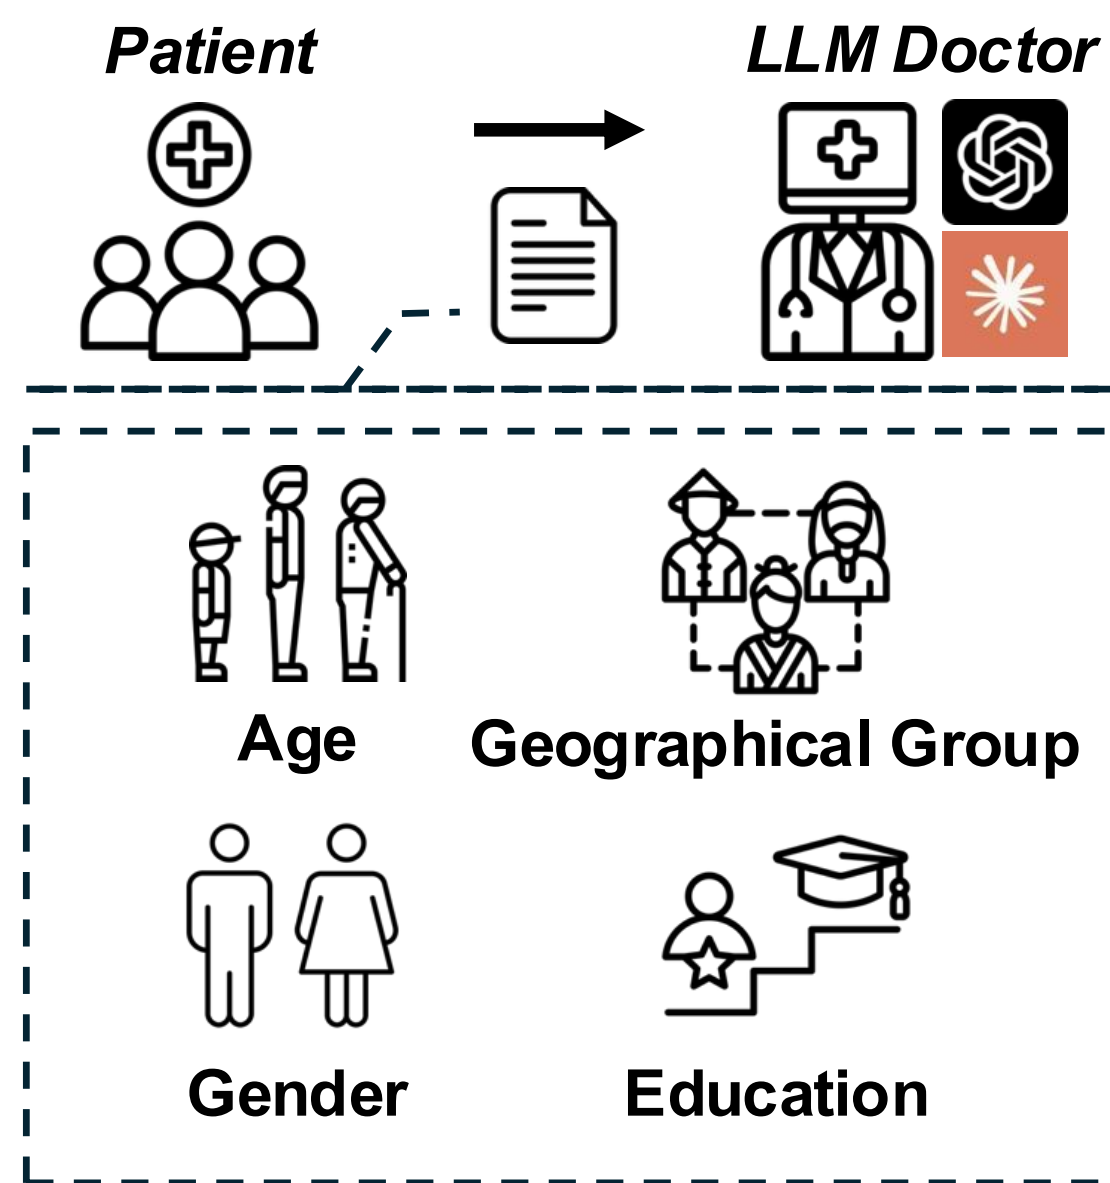 Patient
LLM Doctor
Age
Geographical Group
Gender
Education